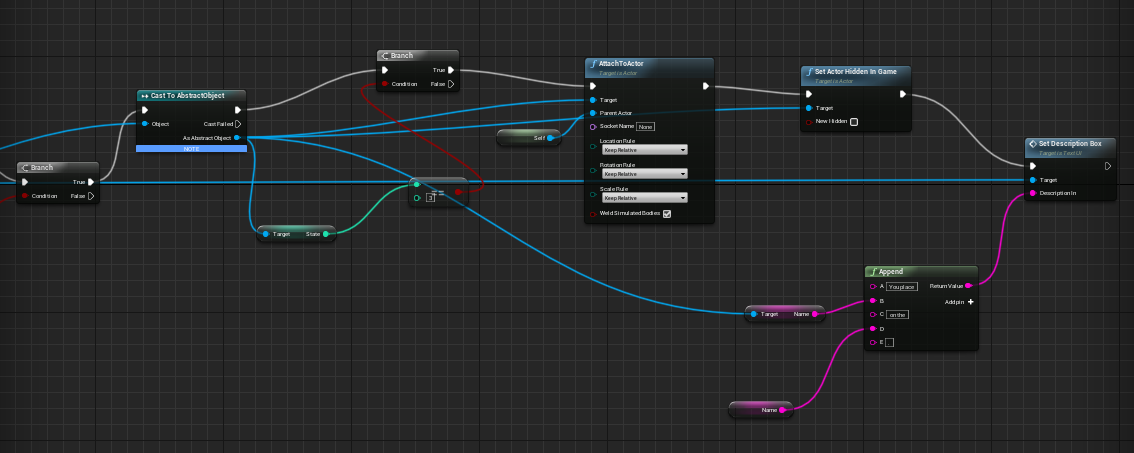 Branch
True
Condition
False
Cast To AbstractObject
Object
Cast Failed
As Abstract Object
NOTE
Target
State
Branch
True
Condition
False
==
3
Self
AttachToActor
Target is Actor
Target
Parent Actor
Socket Name
None
Location Rule
Keep Relative
Rotation Rule
Keep Relative
Scale Rule
Keep Relative
Weld Simulated Bodies
Set Actor Hidden In Game
Target is Actor
Target
New Hidden
Set Description Box
Target is Text UI
Target
Description In
Append
A
You place
Return Value
B
Add pin
C
on the
D
E
.
Target
Name
Name